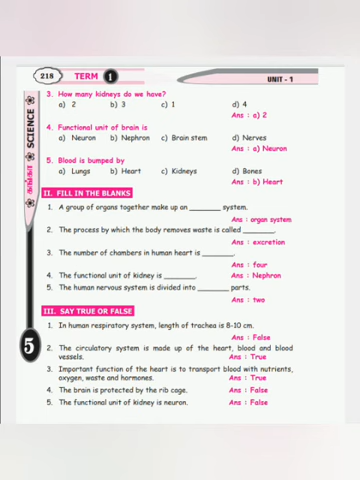 218
TERM 1
UNIT - 1
3. How many kidneys do we have?
a) 2 b) 3 c) 1 d) 4
Ans : a) 2
4. Functional unit of brain is
a) Neuron b) Nephron c) Brain stem d) Nerves
Ans : a) Neuron
5. Blood is bumped by
a) Lungs b) Heart c) Kidneys d) Bones
Ans : b) Heart
II. FILL IN THE BLANKS
1. A group of organs together make up an _______ system.
Ans : organ system
2. The process by which the body removes waste is called _______.
Ans : excretion
3. The number of chambers in human heart is _______.
Ans : four
4. The functional unit of kidney is _______. Ans : Nephron
5. The human nervous system is divided into _______ parts.
Ans : two
III. SAY TRUE OR FALSE
1. In human respiratory system, length of trachea is 8-10 cm.
Ans : False
2. The circulatory system is made up of the heart, blood and blood
vessels. Ans : True
3. Important function of the heart is to transport blood with nutrients,
oxygen, waste and hormones. Ans : True
4. The brain is protected by the rib cage. Ans : False
5. The functional unit of kidney is neuron. Ans : False
SCIENCE
5